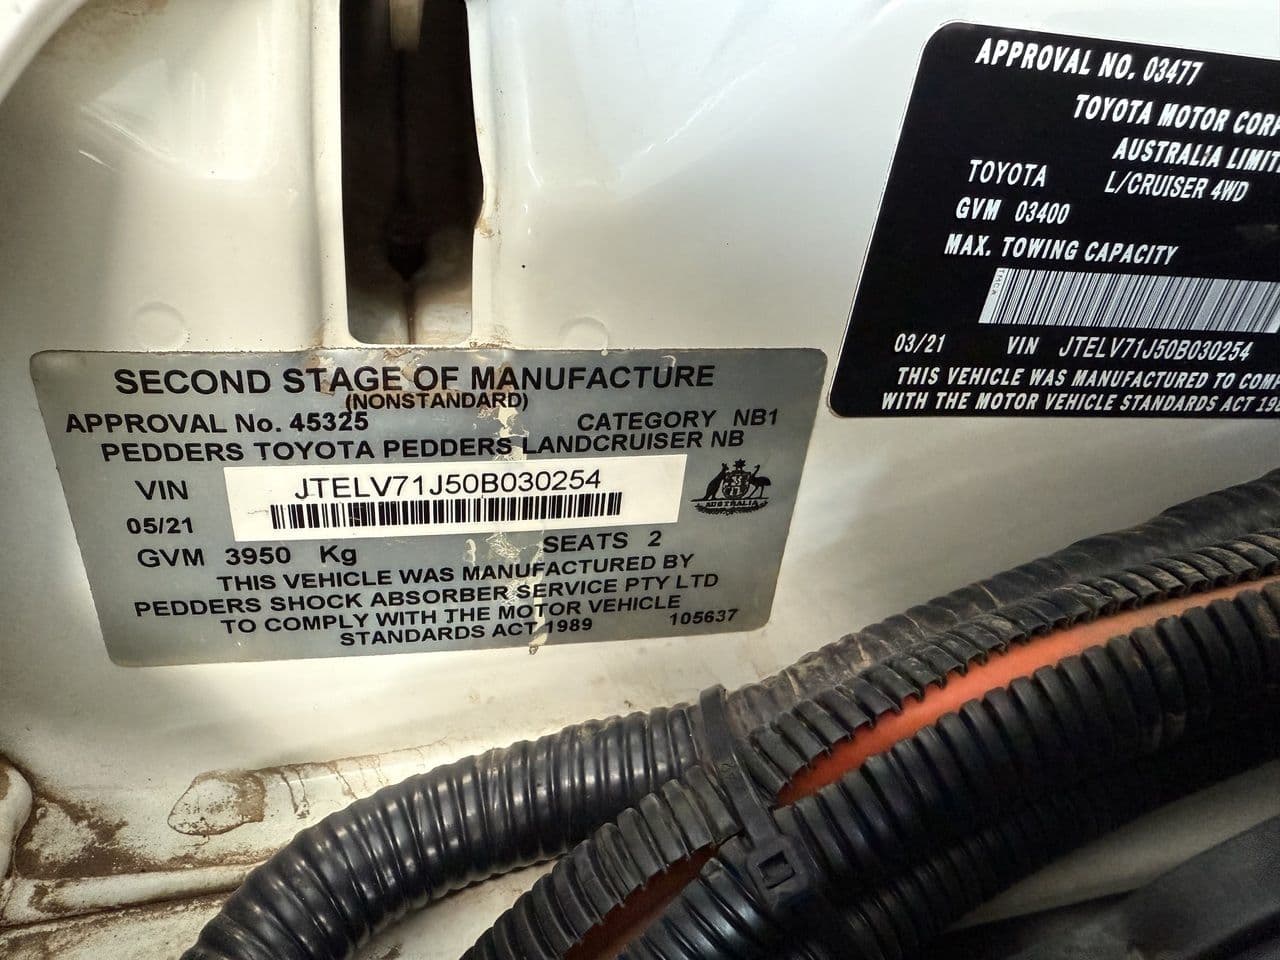 APPROVAL NO. 03477
TOYOTA MOTOR CORP
AUSTRALIA LIMIT
TOYOTA L/CRUISER 4WD
GVM 03400
MAX. TOWING CAPACITY
03/21 VIN JTELV71J50B030254
THIS VEHICLE WAS MANUFACTURED TO COMP
WITH THE MOTOR VEHICLE STANDARDS ACT 198
SECOND STAGE OF MANUFACTURE
(NONSTANDARD)
APPROVAL No. 45325 CATEGORY NB1
PEDDERS TOYOTA PEDDERS LANDCRUISER NB
VIN JTELV71J50B030254
AUSTRALIA
05/21
GVM 3950 Kg SEATS 2
THIS VEHICLE WAS MANUFACTURED BY
PEDDERS SHOCK ABSORBER SERVICE PTY LTD
TO COMPLY WITH THE MOTOR VEHICLE
STANDARDS ACT 1989 105637